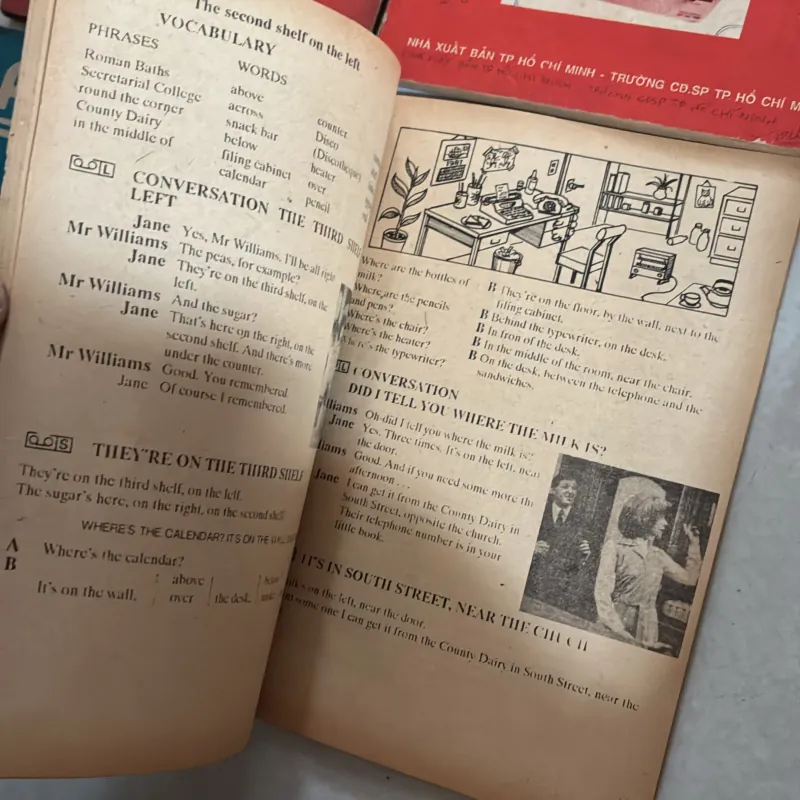 The second shelf on the left
VOCABULARY
PHRASES
WORDS
Roman Baths
Secretarial College
round the corner
County Dairy
in the middle of
above
across
snack bar
below
filing cabinet
calendar
counter
Disco
(Discotheque)
heater
over
pencil
CONVERSATION THE THIRD SHELF
LEFT
Jane Yes, Mr Williams. I'll be all right
Mr Williams The peas, for example?
Jane They're on the third shelf, on the
left.
Mr Williams And the sugar?
Jane That's here on the right, on the
second shelf. And there's more
under the counter.
Mr Williams Good. You remembered.
Jane Of course I remembered.
S THEY'RE ON THE THIRD SHELF
They're on the third shelf, on the left.
The sugar's here, on the right, on the second shelf
WHERE'S THE CALENDAR? IT'S ON THE WALL
A Where's the calendar?
B
It's on the wall, above over the desk. below
NHÀ XUẤT BẢN TP HỒ CHÍ MINH - TRƯỜNG CĐ.SP TP HỒ CHÍ M
Where are the bottles of
milk?
Where are the pencils
and pens?
Where's the chair?
Where's the heater?
Where's the typewriter?
B They're on the floor, by the wall, next to the
filing cabinet.
B Behind the typewriter, on the desk.
B In fron of the desk.
B In the middle of the room, near the chair.
B On the desk, between the telephone and the
sandwiches.
CONVERSATION
DID I TELL YOU WHERE THE MILK IS?
lliams Oh-did I tell you where the milk is?
Jane Yes. Three times. It's on the left, near
the door.
liams Good. And if you need some more th
afternoon . . .
Jane I can get it from the County Dairy in
South Street, opposite the church.
Their telephone number is in your
little book.
IT'S IN SOUTH STREET, NEAR THE CHU CH
on the left, near the door.
some one I can get it from the County Dairy in South Street, near the